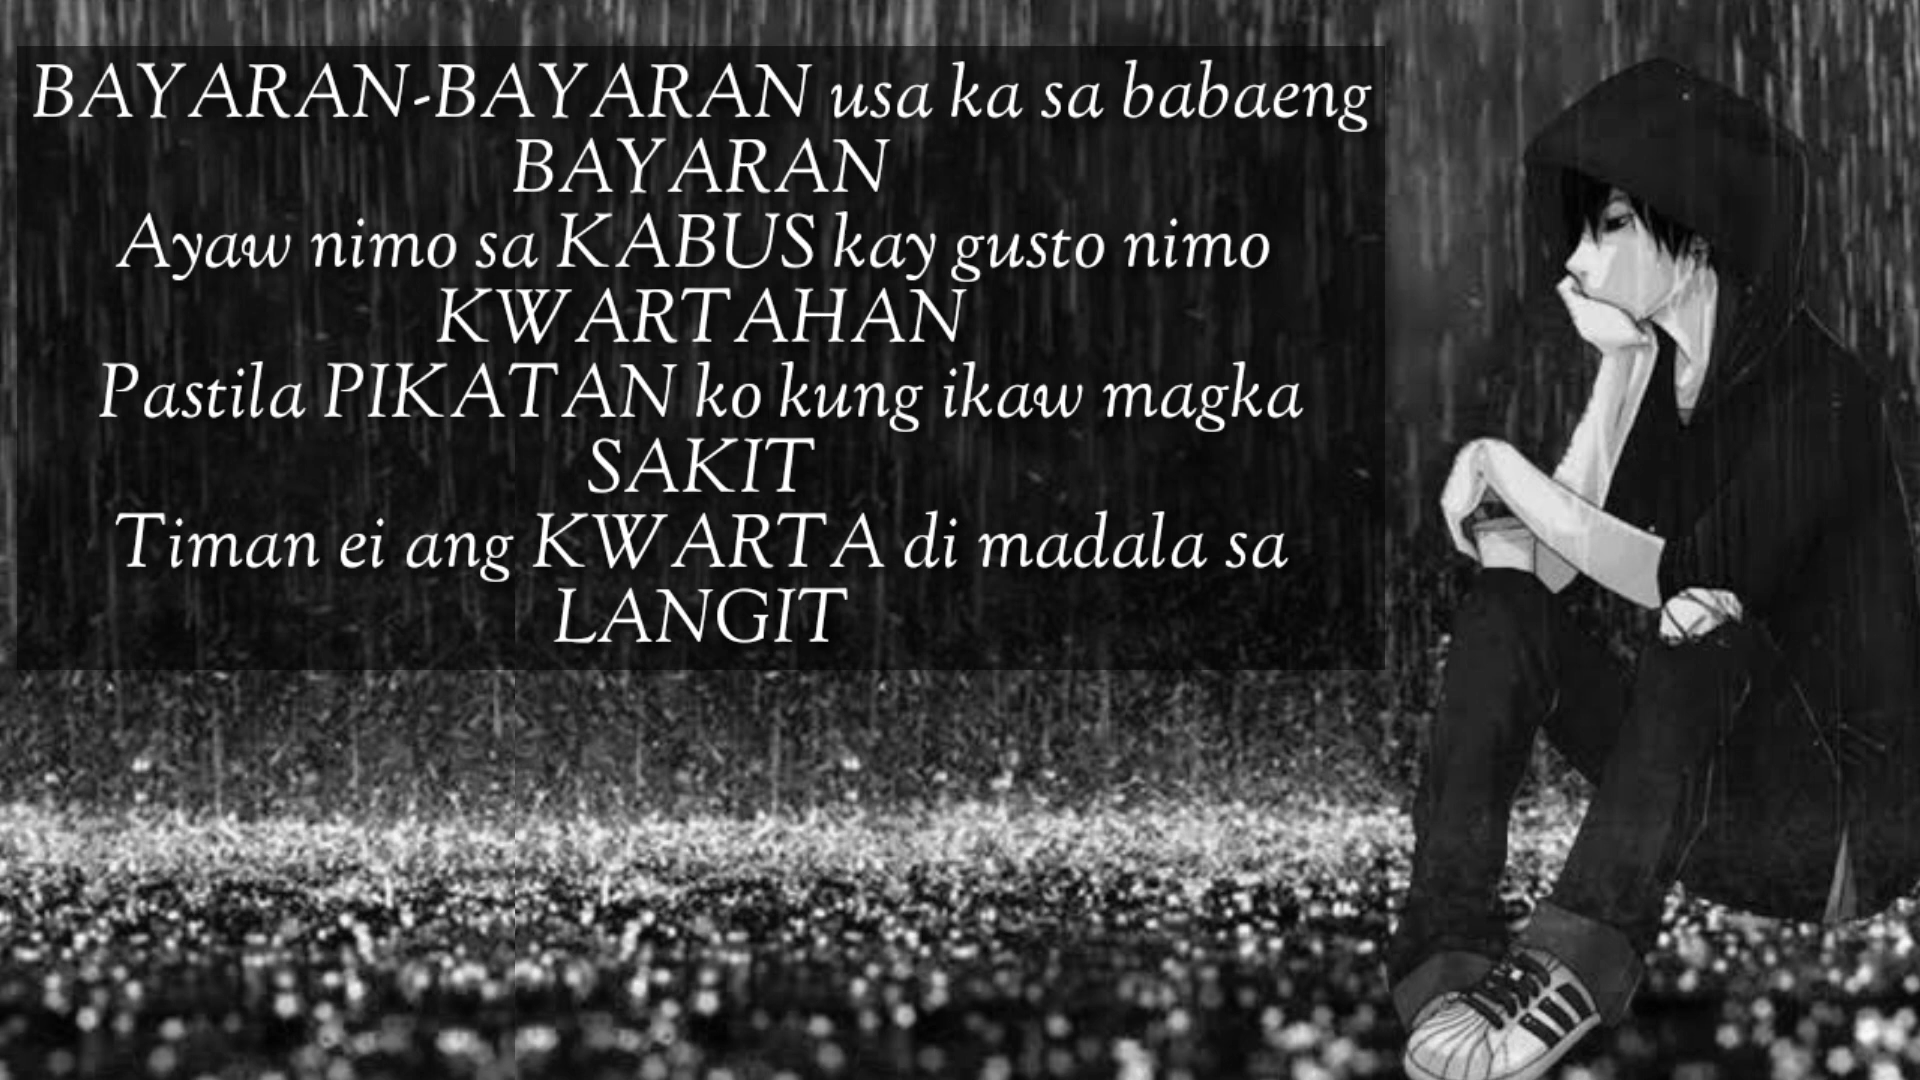 BAYARAN-BAYARAN usa ka sa babaeng
BAYARAN
Ayaw nimo sa KABUS kay gusto nimo
KWARTAHAN
Pastila PIKATAN ko kung ikaw magka
SAKIT
Timan ei ang KWARTA di madala sa
LANGIT